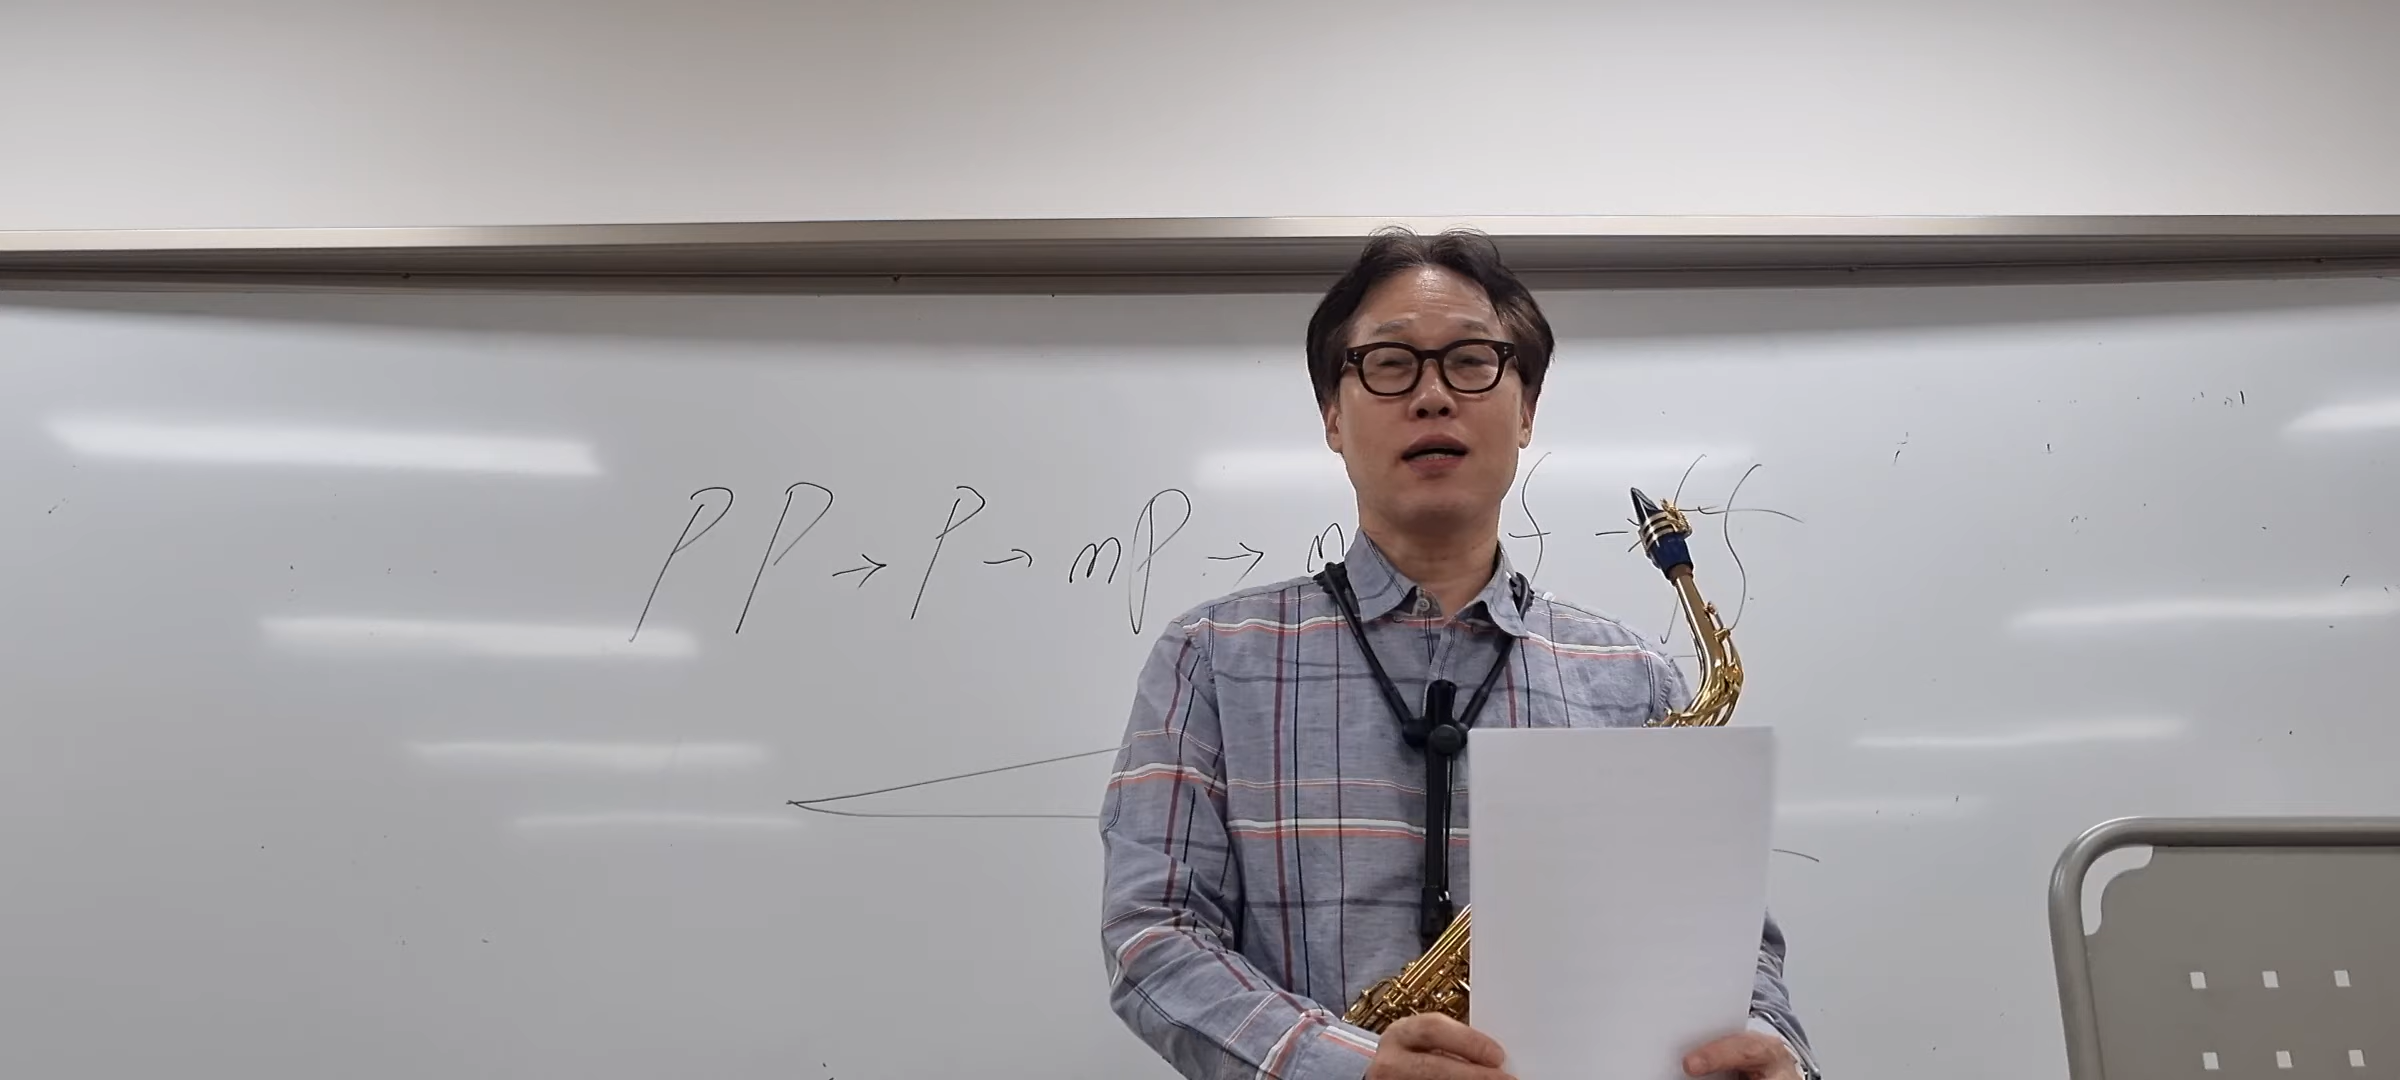 PP → P → mP → m f → ff